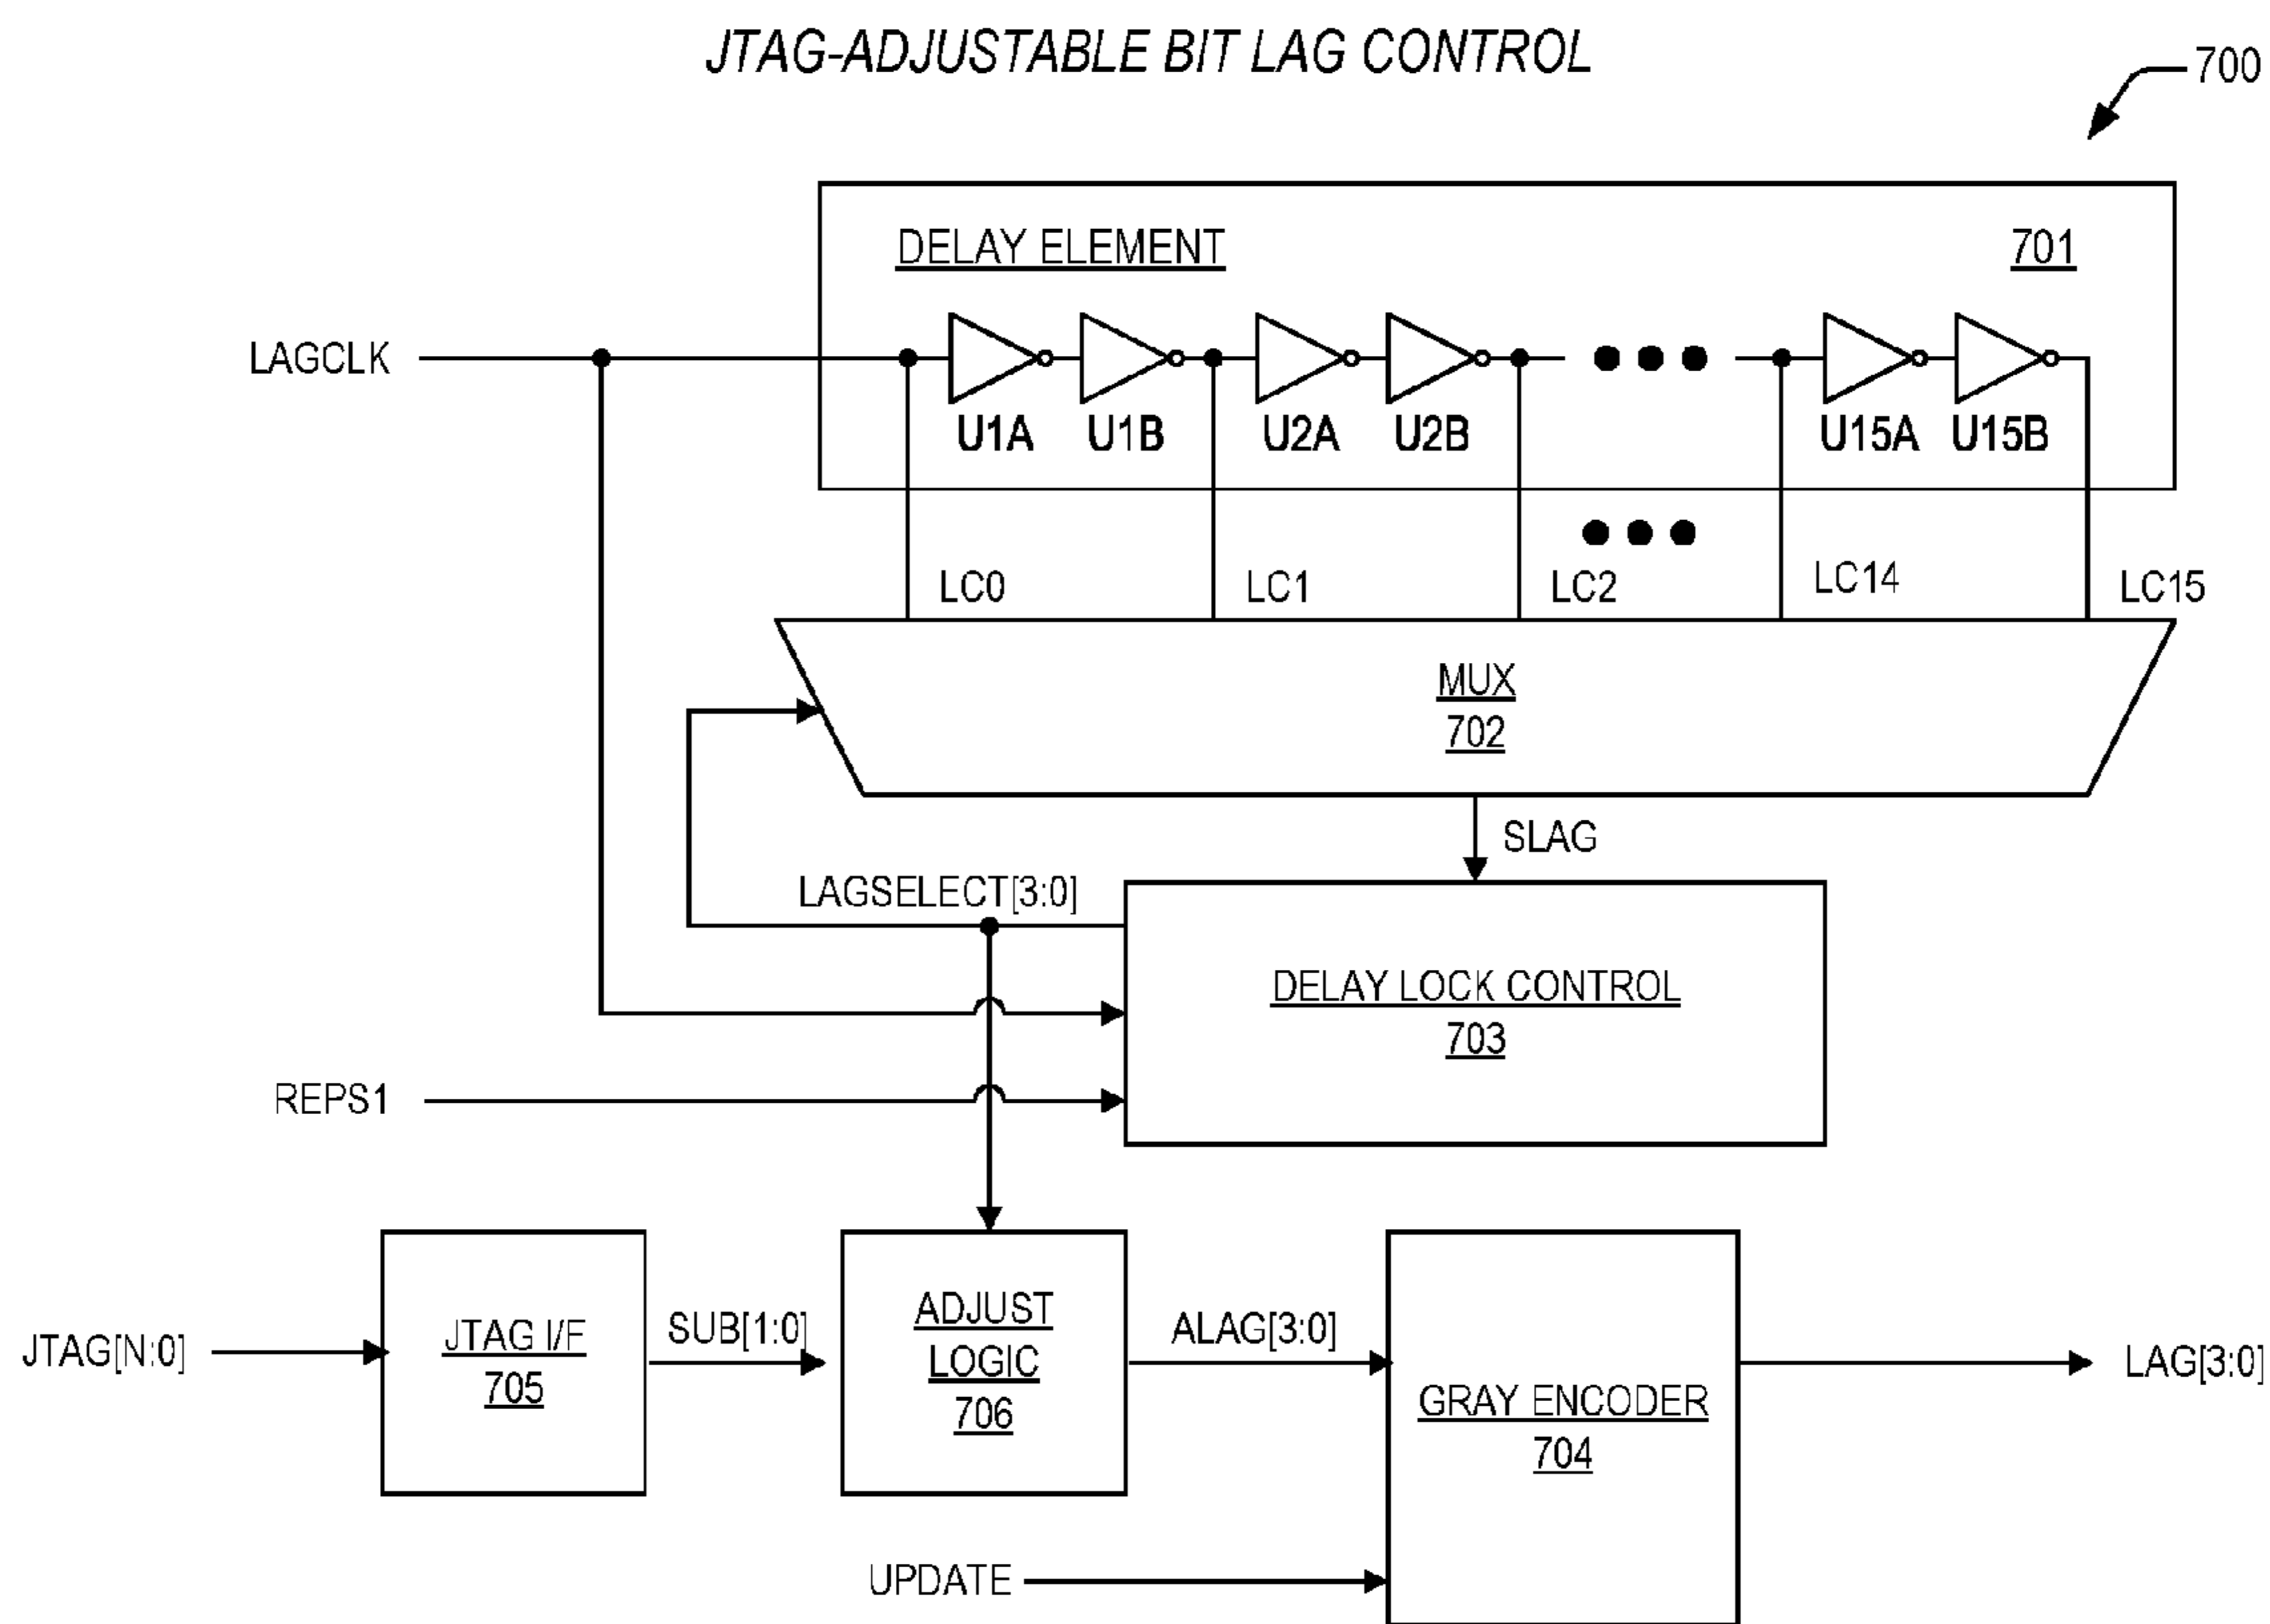 JTAG-ADJUSTABLE BIT LAG CONTROL
700
DELAY ELEMENT
701
LAGCLK
U1A
U1B
U2A
U2B
U15A
U15B
LC0
LC1
LC2
LC14
LC15
MUX
702
SLAG
LAGSELECT[3:0]
DELAY LOCK CONTROL
703
REPS1
JTAG[N:0]
JTAG I/F
705
SUB[1:0]
ADJUST
LOGIC
706
ALAG[3:0]
GRAY ENCODER
704
LAG[3:0]
UPDATE